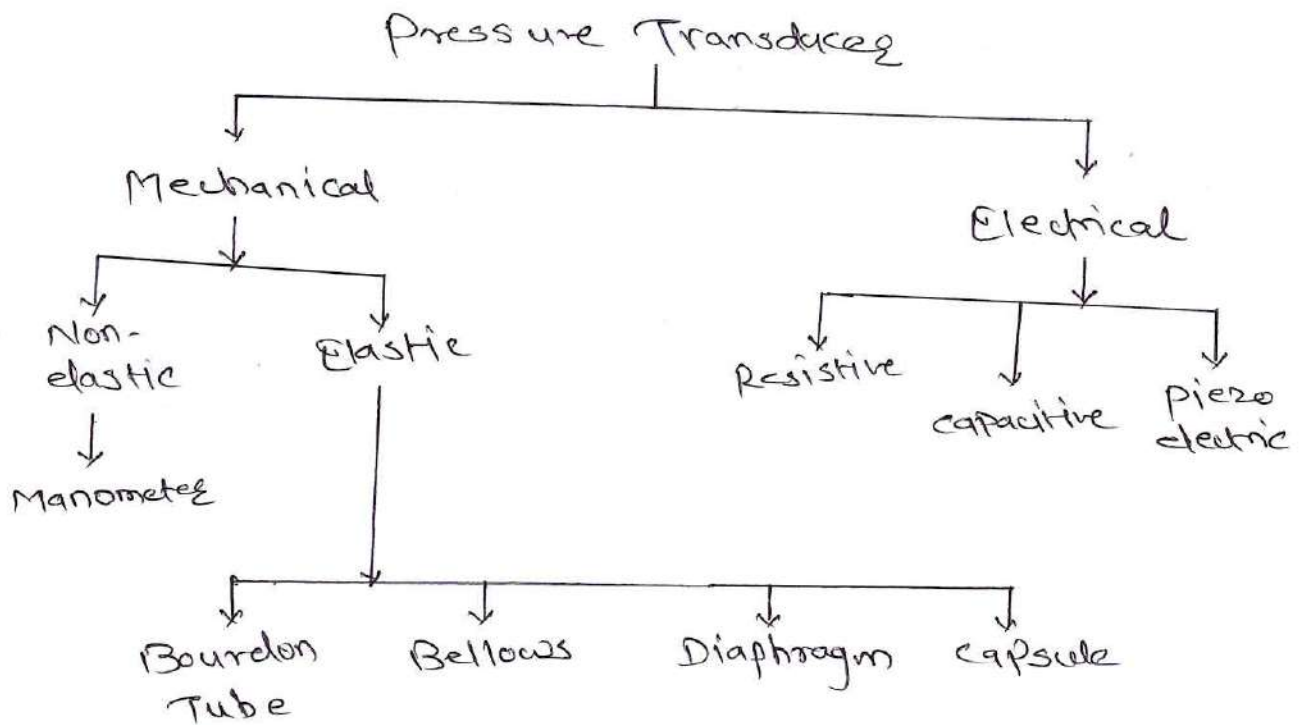 Pressure Transducer
Mechanical
Electrical
Non-
elastic
Elastic
Resistive
capacitive
Piezo
electric
Manometer
Bourdon
Tube
Bellows
Diaphragm
capsule